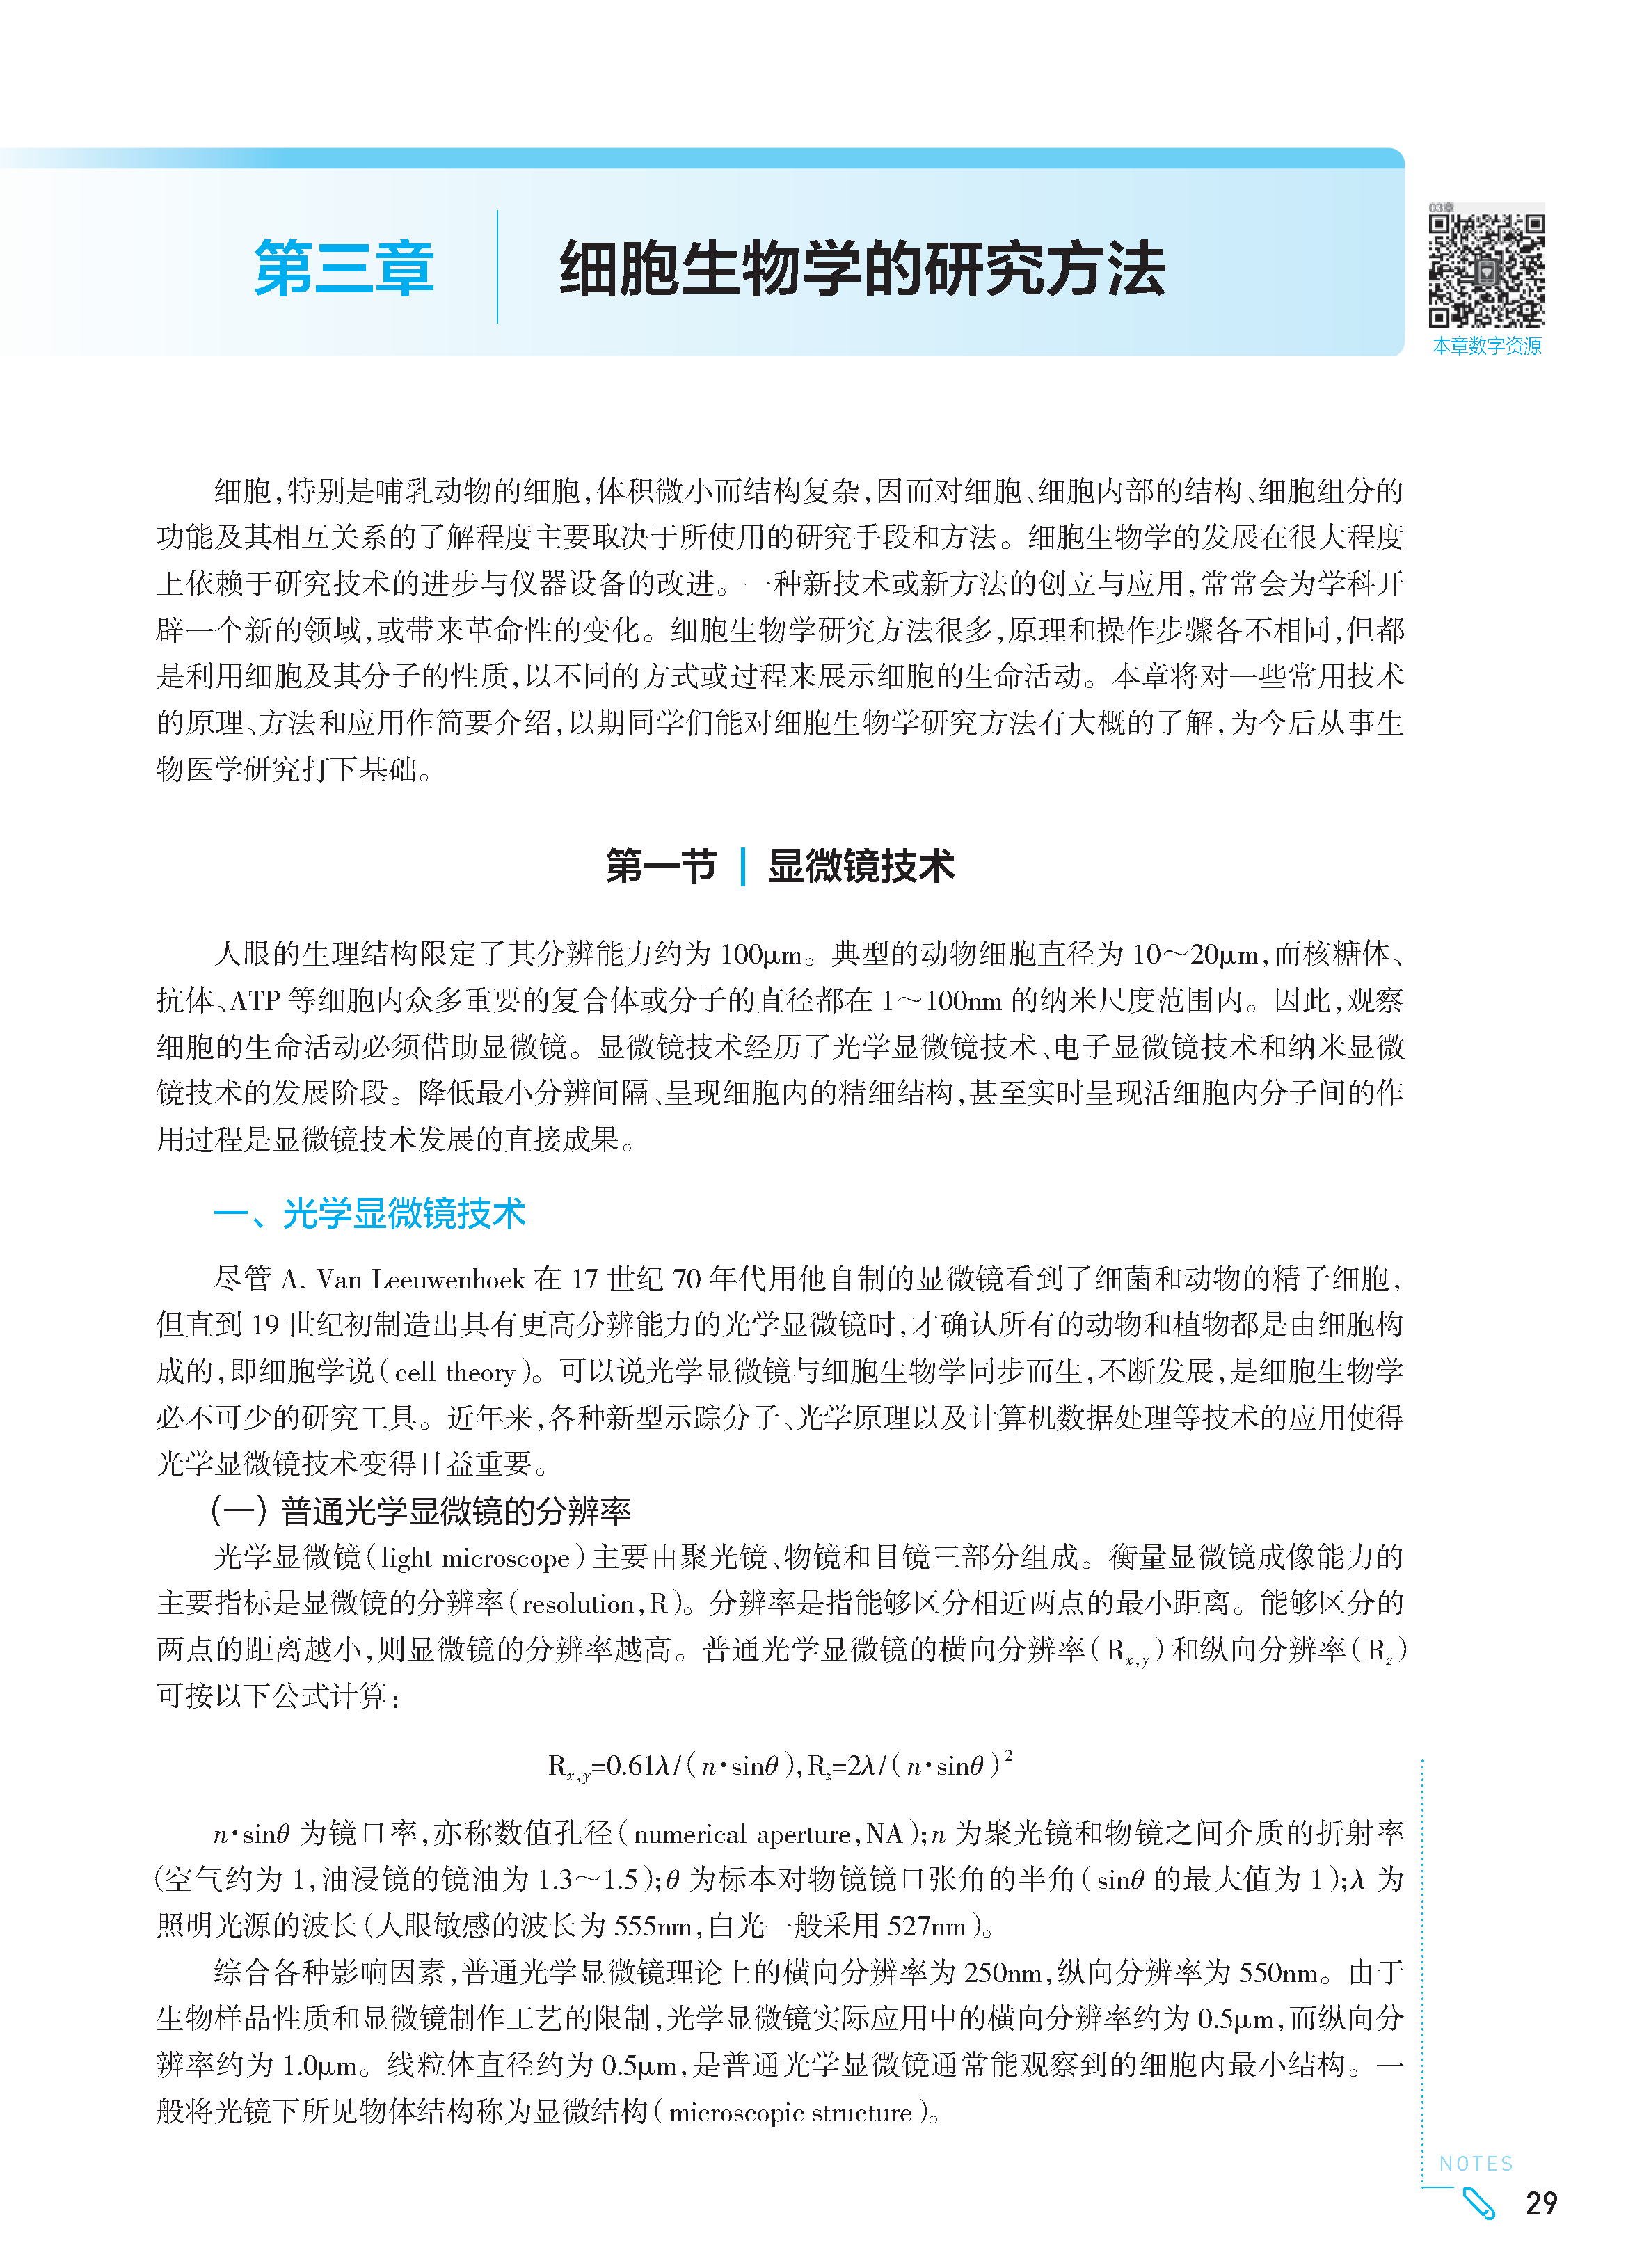 第三章
细胞生物学的研究方法
03章
本章数字资源
细胞,特别是哺乳动物的细胞,体积微小而结构复杂,因而对细胞、细胞内部的结构、细胞组分的
功能及其相互关系的了解程度主要取决于所使用的研究手段和方法。细胞生物学的发展在很大程度
上依赖于研究技术的进步与仪器设备的改进。一种新技术或新方法的创立与应用,常常会为学科开
辟一个新的领域,或带来革命性的变化。细胞生物学研究方法很多,原理和操作步骤各不相同,但都
是利用细胞及其分子的性质,以不同的方式或过程来展示细胞的生命活动。本章将对一些常用技术
的原理、方法和应用作简要介绍,以期同学们能对细胞生物学研究方法有大概的了解,为今后从事生
物医学研究打下基础。
第一节 | 显微镜技术
人眼的生理结构限定了其分辨能力约为 100μm。典型的动物细胞直径为 10～20μm,而核糖体、
抗体、ATP 等细胞内众多重要的复合体或分子的直径都在 1～100nm 的纳米尺度范围内。因此,观察
细胞的生命活动必须借助显微镜。显微镜技术经历了光学显微镜技术、电子显微镜技术和纳米显微
镜技术的发展阶段。降低最小分辨间隔、呈现细胞内的精细结构,甚至实时呈现活细胞内分子间的作
用过程是显微镜技术发展的直接成果。
一、光学显微镜技术
尽管 A. Van Leeuwenhoek 在 17 世纪 70 年代用他自制的显微镜看到了细菌和动物的精子细胞,
但直到 19 世纪初制造出具有更高分辨能力的光学显微镜时,才确认所有的动物和植物都是由细胞构
成的,即细胞学说(cell theory)。可以说光学显微镜与细胞生物学同步而生,不断发展,是细胞生物学
必不可少的研究工具。近年来,各种新型示踪分子、光学原理以及计算机数据处理等技术的应用使得
光学显微镜技术变得日益重要。
(一) 普通光学显微镜的分辨率
光学显微镜(light microscope)主要由聚光镜、物镜和目镜三部分组成。衡量显微镜成像能力的
主要指标是显微镜的分辨率(resolution,R)。分辨率是指能够区分相近两点的最小距离。能够区分的
两点的距离越小,则显微镜的分辨率越高。普通光学显微镜的横向分辨率(Rx,y)和纵向分辨率(Rz)
可按以下公式计算:
Rx,y=0.61λ/(n·sinθ),Rz=2λ/(n·sinθ)²
n·sinθ 为镜口率,亦称数值孔径(numerical aperture,NA);n 为聚光镜和物镜之间介质的折射率
(空气约为 1,油浸镜的镜油为 1.3～1.5);θ 为标本对物镜镜口张角的半角(sinθ 的最大值为 1);λ 为
照明光源的波长(人眼敏感的波长为 555nm,白光一般采用 527nm)。
综合各种影响因素,普通光学显微镜理论上的横向分辨率为 250nm,纵向分辨率为 550nm。由于
生物样品性质和显微镜制作工艺的限制,光学显微镜实际应用中的横向分辨率约为 0.5μm,而纵向分
辨率约为 1.0μm。线粒体直径约为 0.5μm,是普通光学显微镜通常能观察到的细胞内最小结构。一
般将光镜下所见物体结构称为显微结构(microscopic structure)。
NOTES
29